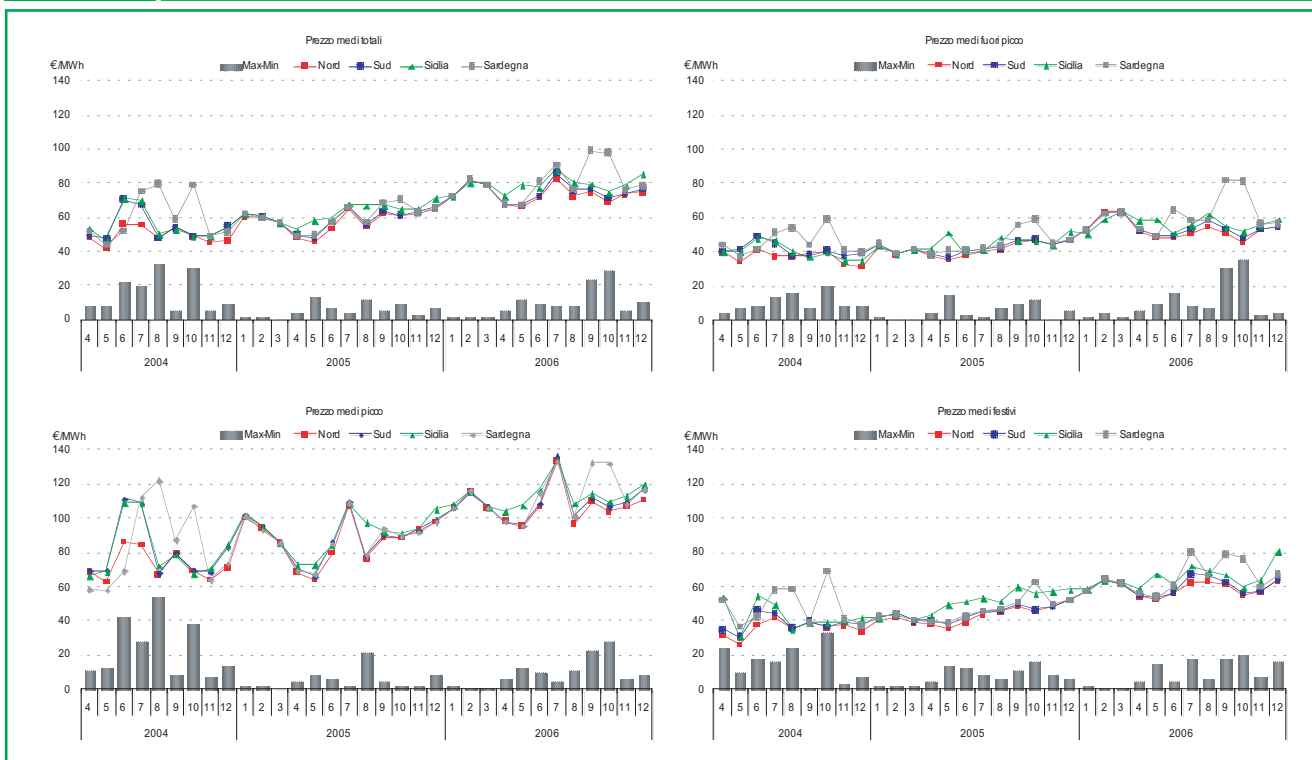 Prezzo medi totali
€/MWh
Max-Min Nord Sud Sicilia Sardegna
140
120
100
80
60
40
20
0
4 5 6 7 8 9 10 11 12 1 2 3 4 5 6 7 8 9 10 11 12 1 2 3 4 5 6 7 8 9 10 11 12
2004 2005 2006
Prezzo medi fuori picco
€/MWh
Max-Min Nord Sud Sicilia Sardegna
140
120
100
80
60
40
20
0
4 5 6 7 8 9 10 11 12 1 2 3 4 5 6 7 8 9 10 11 12 1 2 3 4 5 6 7 8 9 10 11 12
2004 2005 2006
Prezzo medi picco
€/MWh
Max-Min Nord Sud Sicilia Sardegna
140
120
100
80
60
40
20
0
4 5 6 7 8 9 10 11 12 1 2 3 4 5 6 7 8 9 10 11 12 1 2 3 4 5 6 7 8 9 10 11 12
2004 2005 2006
Prezzo medi festivi
€/MWh
Max-Min Nord Sud Sicilia Sardegna
140
120
100
80
60
40
20
0
4 5 6 7 8 9 10 11 12 1 2 3 4 5 6 7 8 9 10 11 12 1 2 3 4 5 6 7 8 9 10 11 12
2004 2005 2006